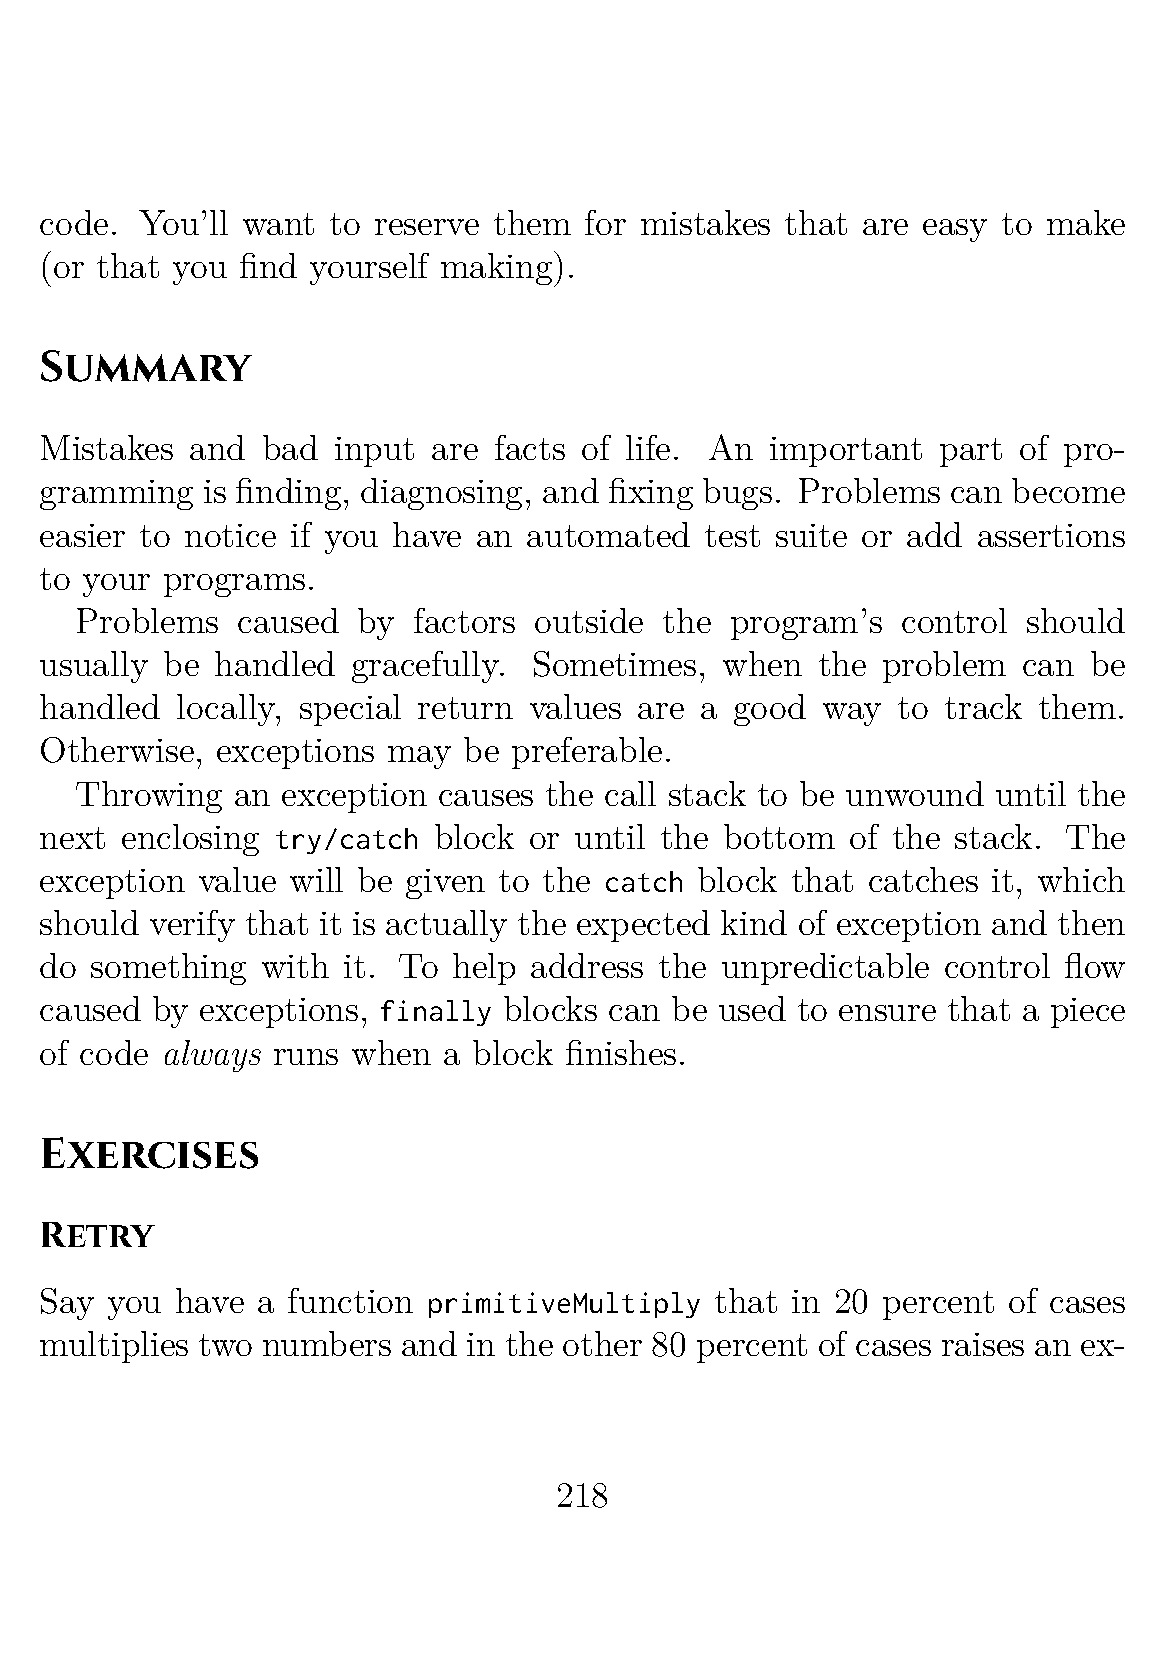 code. You'll want to reserve them for mistakes that are easy to make
(or that you find yourself making).
Summary
Mistakes and bad input are facts of life. An important part of pro-
gramming is finding, diagnosing, and fixing bugs. Problems can become
easier to notice if you have an automated test suite or add assertions
to your programs.
Problems caused by factors outside the program's control should
usually be handled gracefully. Sometimes, when the problem can be
handled locally, special return values are a good way to track them.
Otherwise, exceptions may be preferable.
Throwing an exception causes the call stack to be unwound until the
next enclosing try/catch block or until the bottom of the stack. The
exception value will be given to the catch block that catches it, which
should verify that it is actually the expected kind of exception and then
do something with it. To help address the unpredictable control flow
caused by exceptions, finally blocks can be used to ensure that a piece
of code always runs when a block finishes.
Exercises
Retry
Say you have a function primitiveMultiply that in 20 percent of cases
multiplies two numbers and in the other 80 percent of cases raises an ex-
218